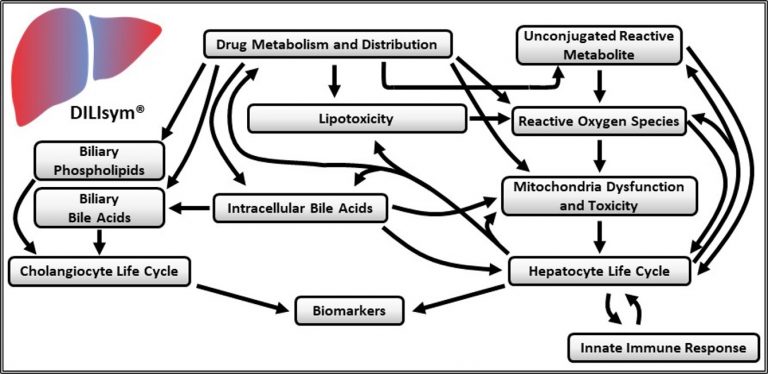 DILIsym®
Drug Metabolism and Distribution
Unconjugated Reactive
Metabolite
Lipotoxicity
Reactive Oxygen Species
Biliary
Phospholipids
Mitochondria Dysfunction
and Toxicity
Biliary
Bile Acids
Intracellular Bile Acids
Cholangiocyte Life Cycle
Hepatocyte Life Cycle
Biomarkers
Innate Immune Response